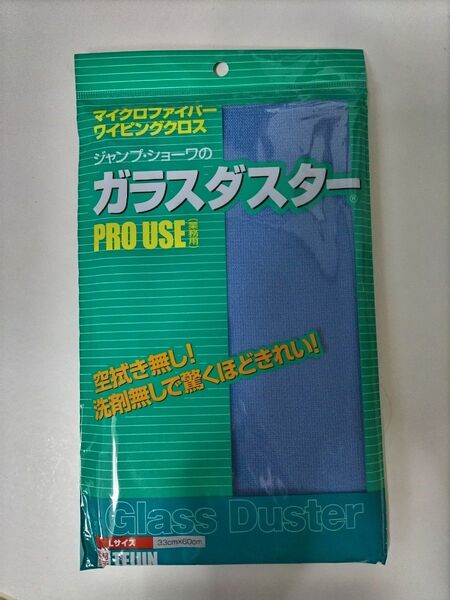 マイクロファイバー
ワイピングクロス
ジャンプ・ショーワの
ガラスダスター®
PRO USE(業務用)
空拭き無し!
洗剤無しで驚くほどきれい!
Glass Duster
Lサイズ 33cm×60cm
TEIJIN